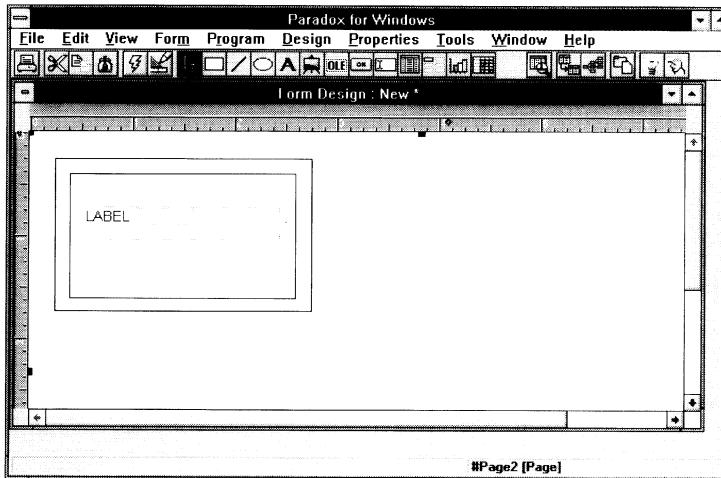 Paradox for Windows
File Edit View Form Program Design Properties Tools Window Help
OLE OK
Form Design : New *
LABEL
#Page2 [Page]